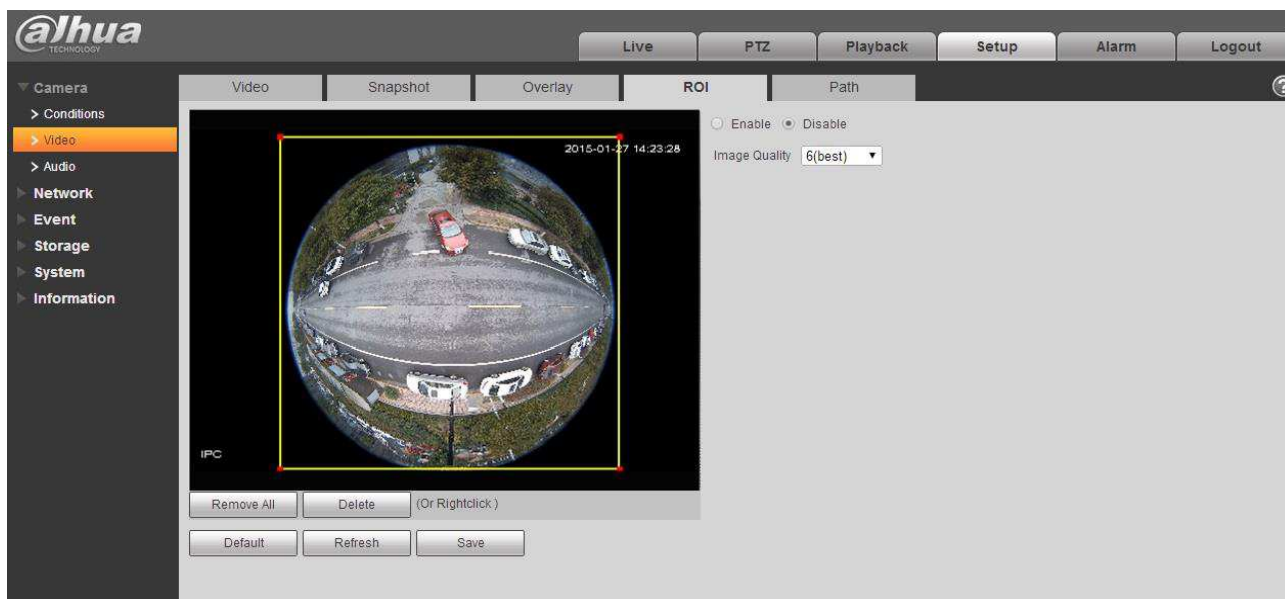 alhua
TECHNOLOGY
Live PTZ Playback Setup Alarm Logout
Camera
> Conditions
> Video
> Audio
Network
Event
Storage
System
Information
Video Snapshot Overlay ROI Path
?
2015-01-27 14:23:28
IPC
Enable Disable
Image Quality 6(best)
Remove All Delete (Or Rightclick )
Default Refresh Save